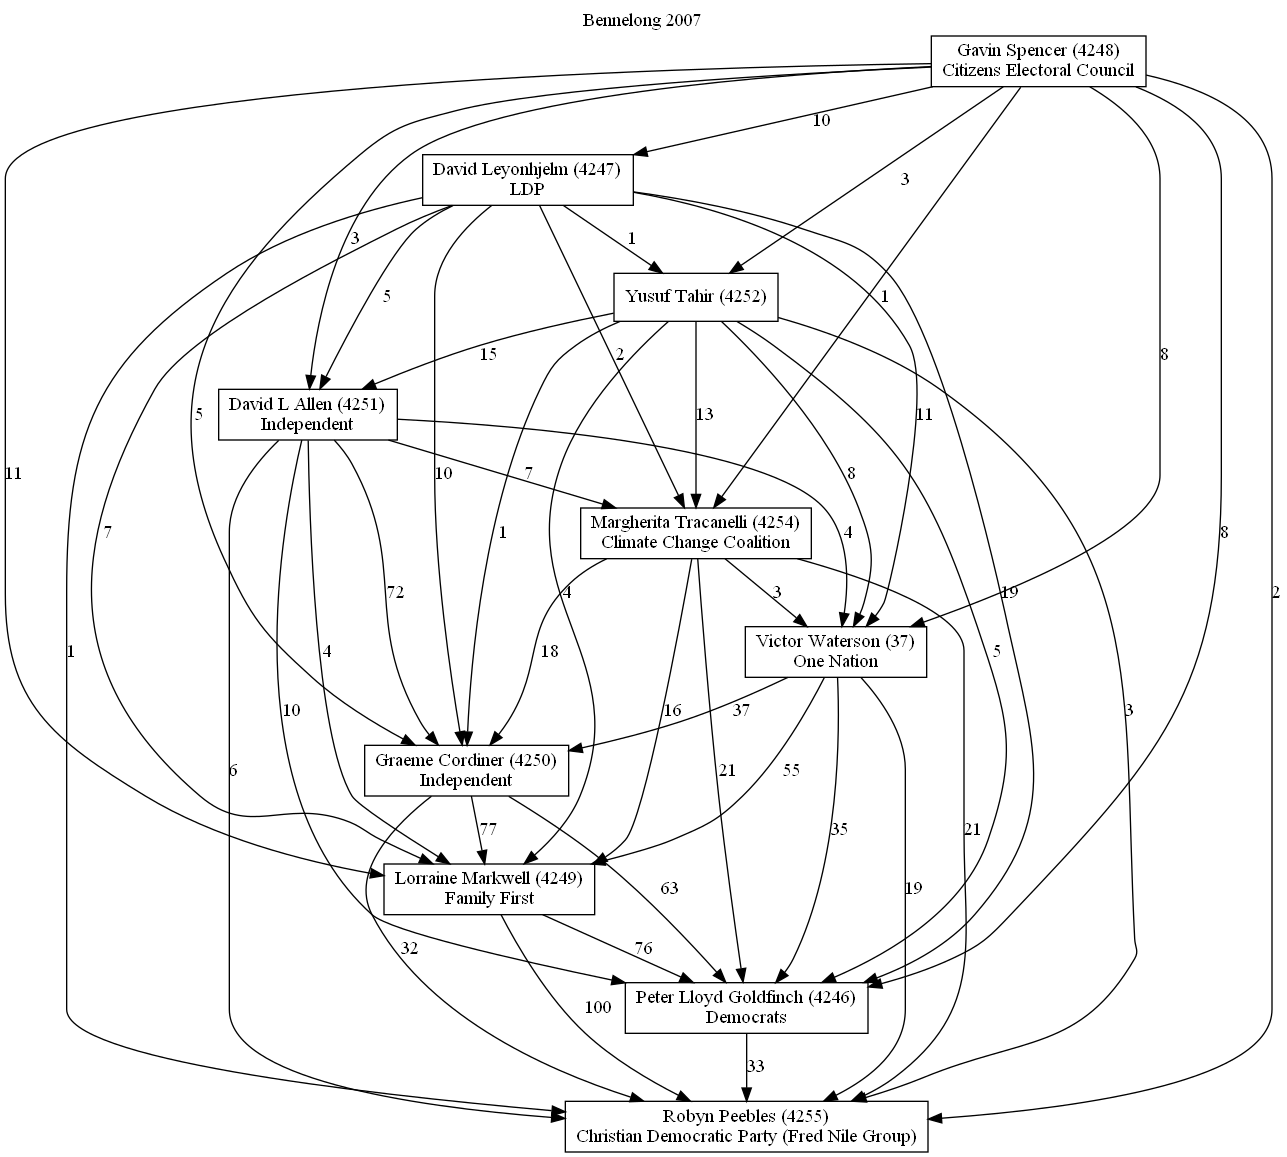 Bennelong 2007
Gavin Spencer (4248)
Citizens Electoral Council
10
David Leyonhjelm (4247)
LDP
3
3
1
Yusuf Tahir (4252)
5
1
15
2
8
David L Allen (4251)
Independent
5
13
11
11
7
10
7
8
4
Margherita Tracanelli (4254)
Climate Change Coalition
1
8
72
4
3
19
2
Victor Waterson (37)
One Nation
1
4
18
5
10
16
37
3
Graeme Cordiner (4250)
Independent
6
21
55
77
35
21
Lorraine Markwell (4249)
Family First
63
19
32
76
Peter Lloyd Goldfinch (4246)
Democrats
100
33
Robyn Peebles (4255)
Christian Democratic Party (Fred Nile Group)